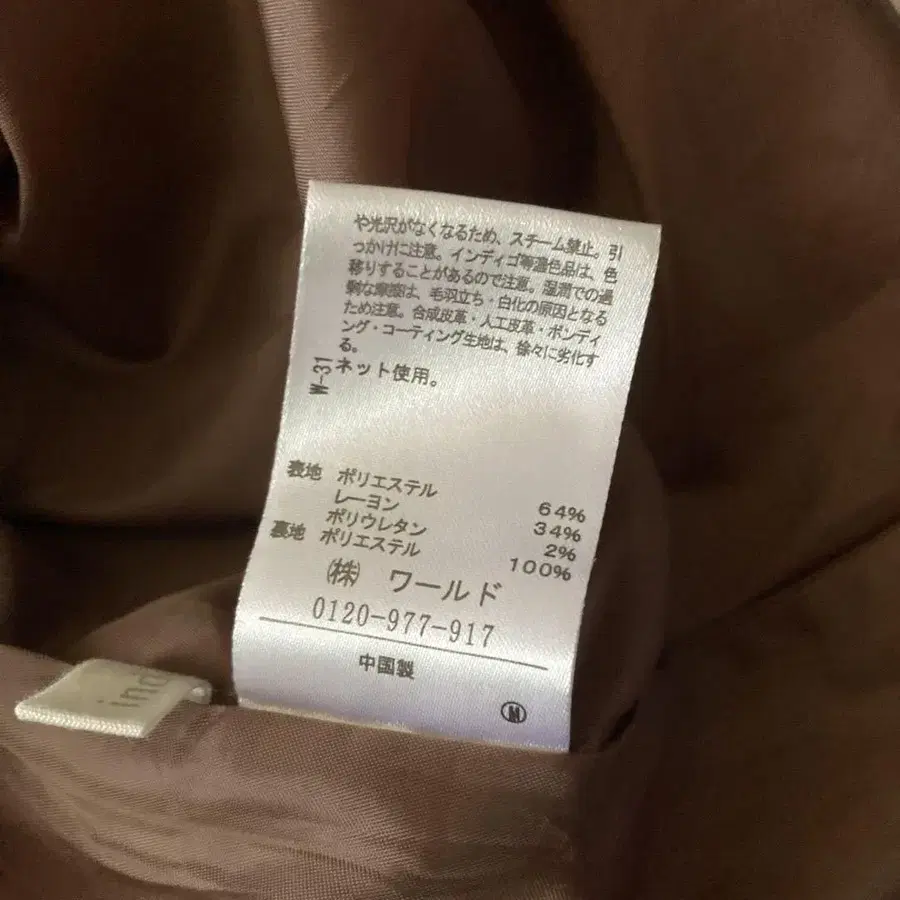 や光沢がなくなるため、スチーム禁止。引
っかけに注意。インディゴ等濃色品は、色
移りすることがあるので注意。湿潤での過
剰な摩擦は、毛羽立ち・白化の原因となる
ため注意。合成皮革・人工皮革・ボンディ
ング・コーティング生地は、徐々に劣化す
る。
W-31
ネット使用。
表地 ポリエステル 64%
レーヨン 34%
ポリウレタン 2%
裏地 ポリエステル 100%
㈱ ワールド
0120-977-917
中国製
M